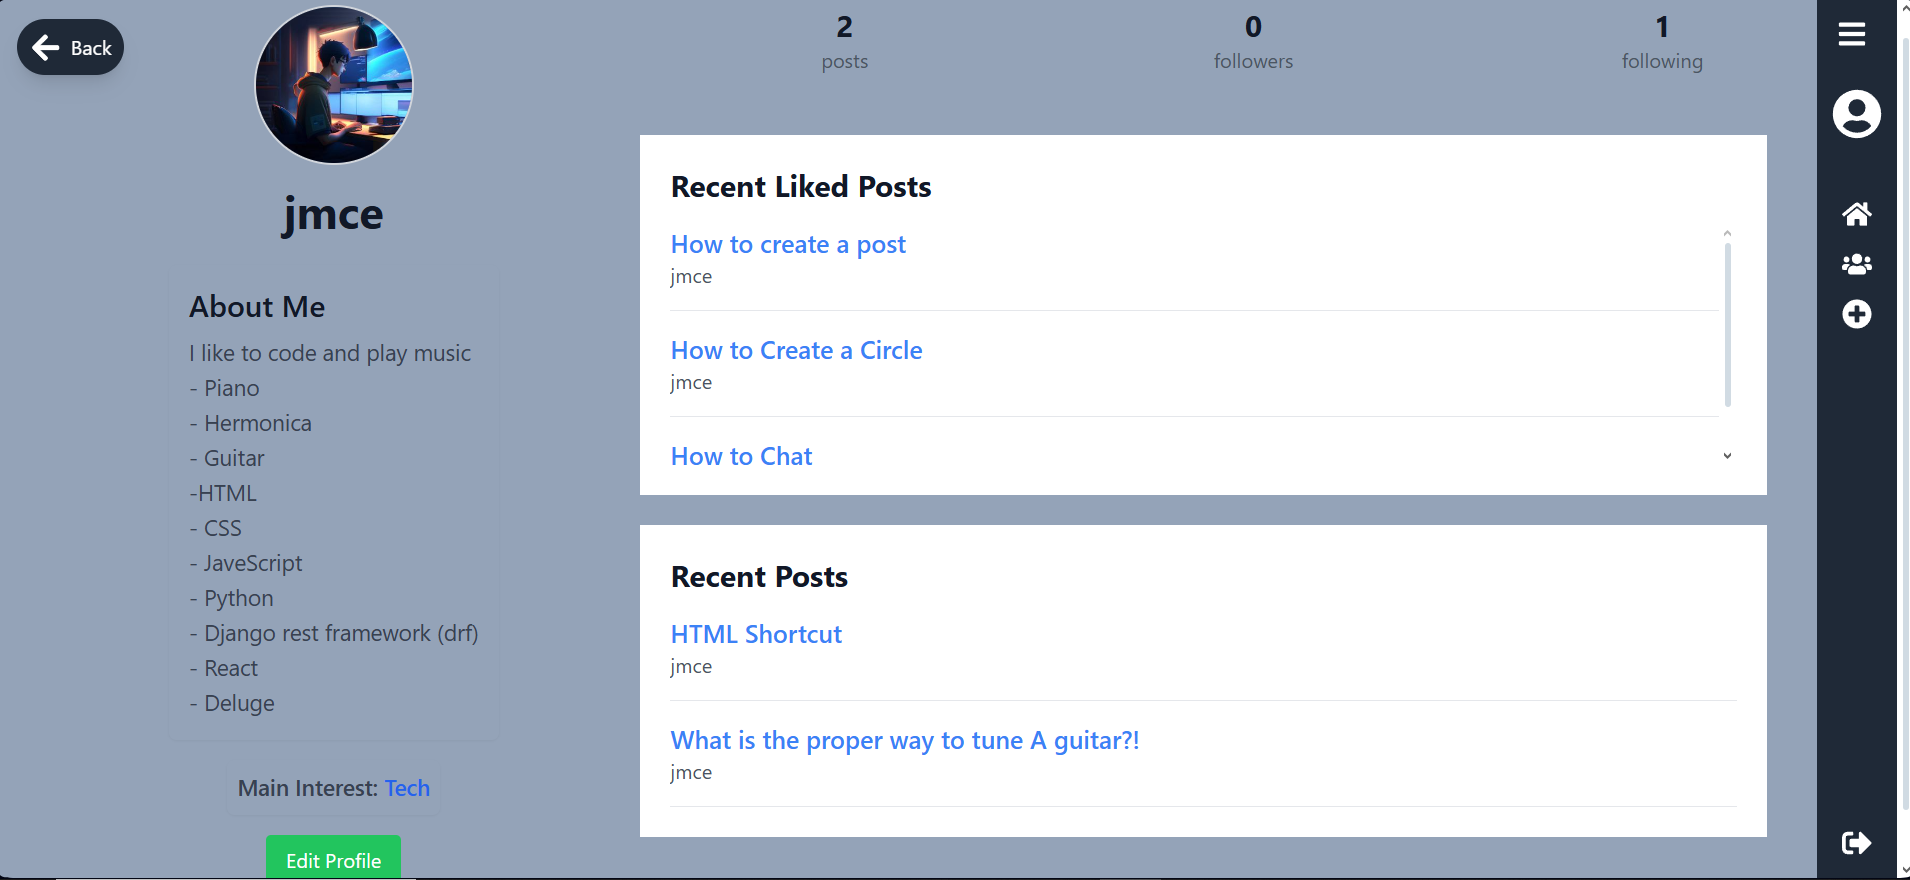 Back
jmce
About Me
I like to code and play music
- Piano
- Hermonica
- Guitar
-HTML
- CSS
- JaveScript
- Python
- Django rest framework (drf)
- React
- Deluge
Main Interest: Tech
Edit Profile
2
posts
0
followers
1
following
Recent Liked Posts
How to create a post
jmce
How to Create a Circle
jmce
How to Chat
Recent Posts
HTML Shortcut
jmce
What is the proper way to tune A guitar?!
jmce